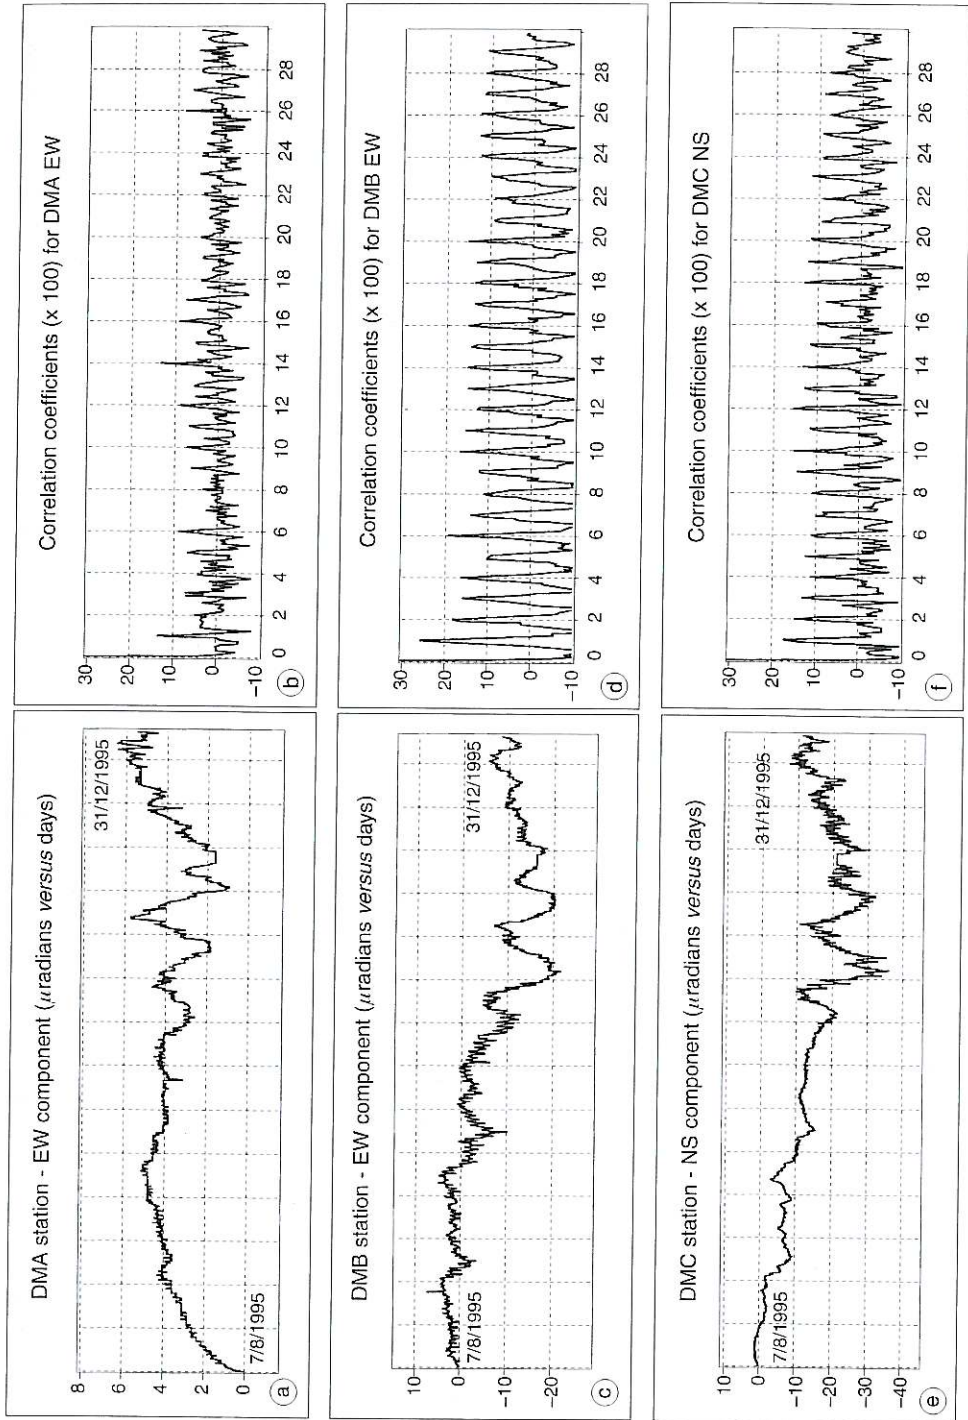 DMA station - EW component (μradians versus days)
8
6
4
2
0
7/8/1995
31/12/1995
a
Correlation coefficients (x 100) for DMA EW
30
20
10
0
-10
0 2 4 6 8 10 12 14 16 18 20 22 24 26 28
b
DMB station - EW component (μradians versus days)
10
0
-10
-20
7/8/1995
31/12/1995
c
Correlation coefficients (x 100) for DMB EW
30
20
10
0
-10
0 2 4 6 8 10 12 14 16 18 20 22 24 26 28
d
DMC station - NS component (μradians versus days)
10
0
-10
-20
-30
-40
7/8/1995
31/12/1995
e
Correlation coefficients (x 100) for DMC NS
30
20
10
0
-10
0 2 4 6 8 10 12 14 16 18 20 22 24 26 28
f